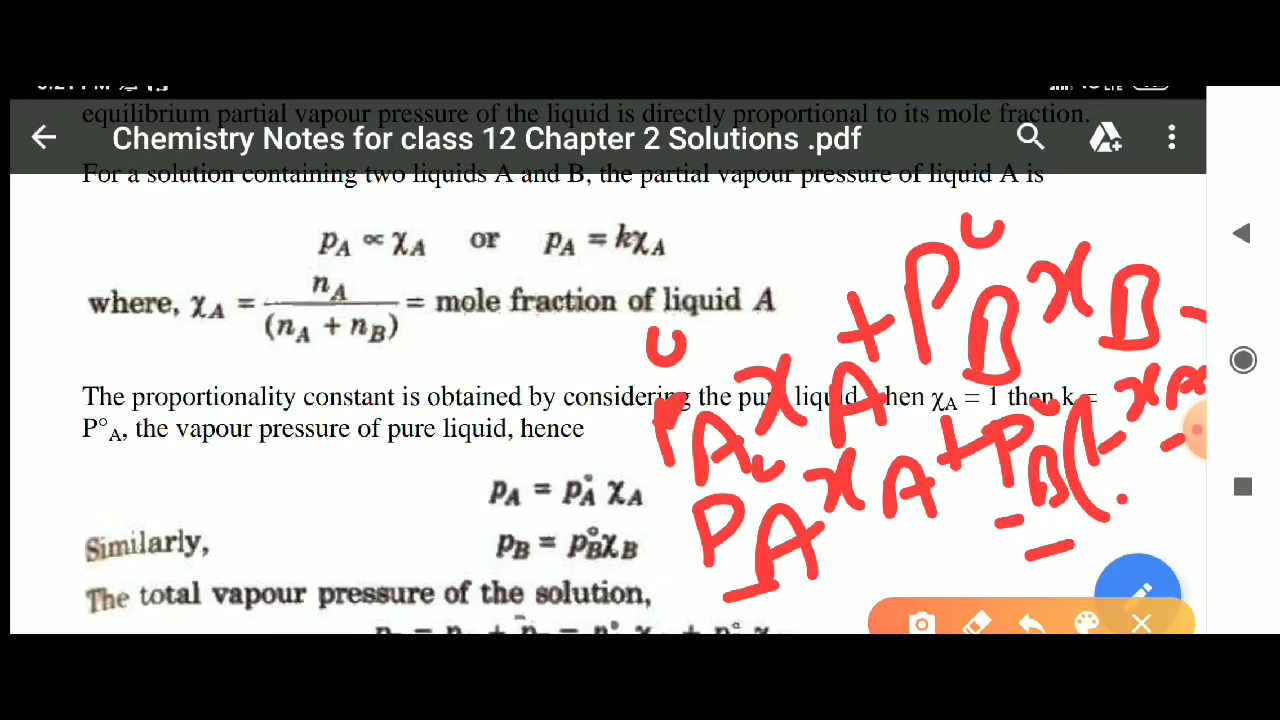 equilibrium partial vapour pressure of the liquid is directly proportional to its mole fraction.
Chemistry Notes for class 12 Chapter 2 Solutions .pdf
For a solution containing two liquids A and B, the partial vapour pressure of liquid A is
pA ∝ χA or pA = kχA
where, χA = nA / (nA + nB) = mole fraction of liquid A
P°B xB
P°A xA +
The proportionality constant is obtained by considering the pure liquid when χA = 1 then k =
P°A, the vapour pressure of pure liquid, hence
P°A xA + P°B (1 - xA
pA = p°A χA
Similarly, pB = p°B χB
The total vapour pressure of the solution,